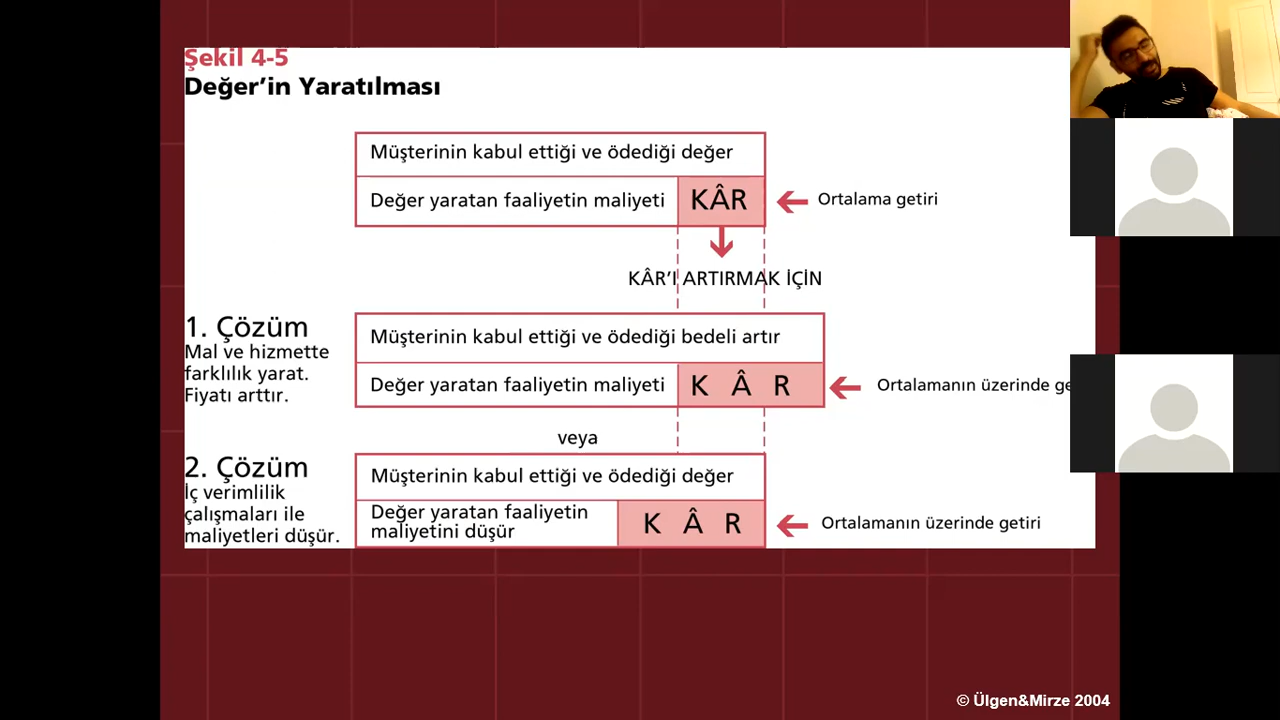 Şekil 4-5
Değer’in Yaratılması
Müşterinin kabul ettiği ve ödediği değer
Değer yaratan faaliyetin maliyeti
KÂR
Ortalama getiri
KÂR’I ARTIRMAK İÇİN
1. Çözüm
Mal ve hizmette
farklılık yarat.
Fiyatı arttır.
Müşterinin kabul ettiği ve ödediği bedeli artır
Değer yaratan faaliyetin maliyeti
K Â R
Ortalamanın üzerinde ge
veya
2. Çözüm
İç verimlilik
çalışmaları ile
maliyetleri düşür.
Müşterinin kabul ettiği ve ödediği değer
Değer yaratan faaliyetin
maliyetini düşür
K Â R
Ortalamanın üzerinde getiri
© Ülgen&Mirze 2004